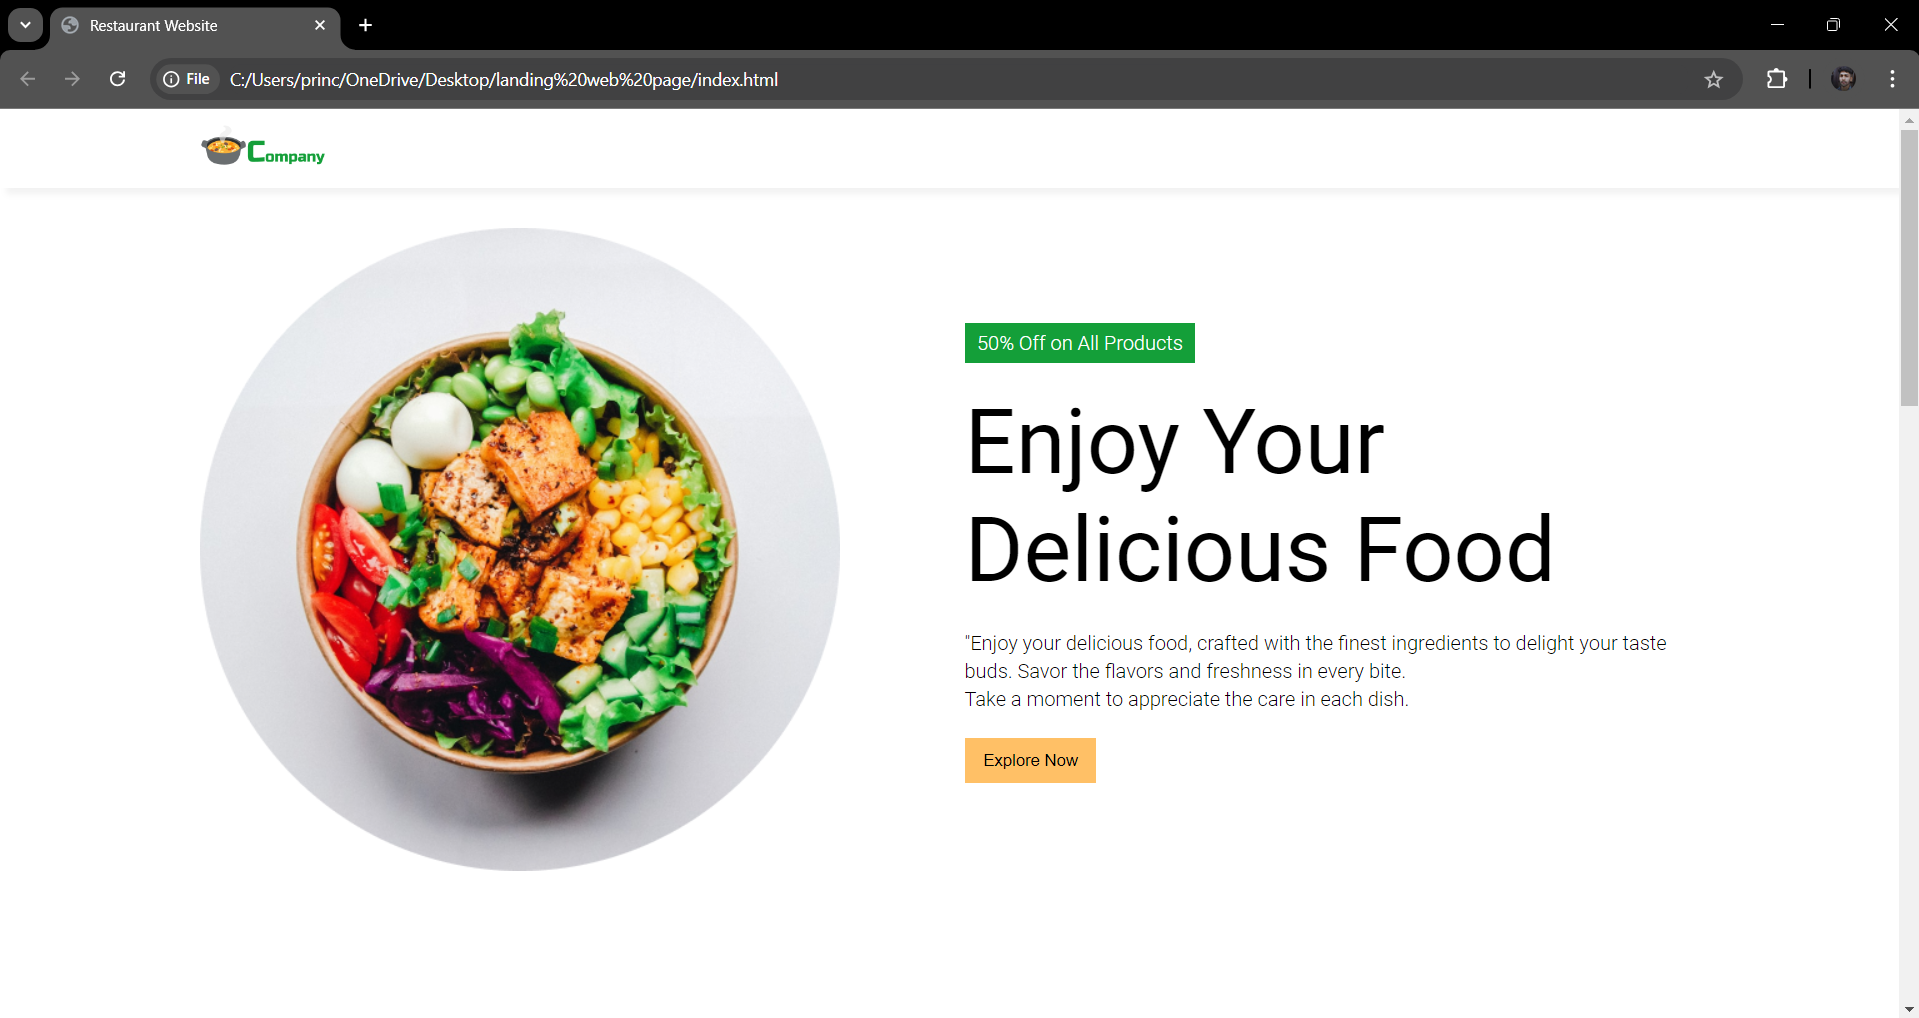 Restaurant Website
File
C:/Users/princ/OneDrive/Desktop/landing%20web%20page/index.html
Company
50% Off on All Products
Enjoy Your
Delicious Food
"Enjoy your delicious food, crafted with the finest ingredients to delight your taste
buds. Savor the flavors and freshness in every bite.
Take a moment to appreciate the care in each dish.
Explore Now